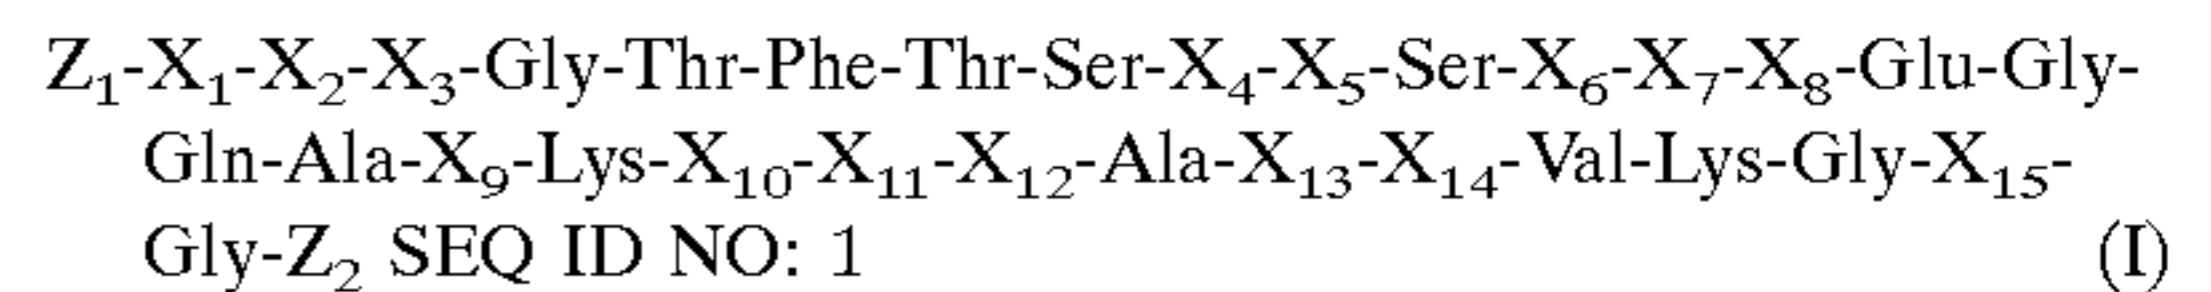 Z₁-X₁-X₂-X₃-Gly-Thr-Phe-Thr-Ser-X₄-X₅-Ser-X₆-X₇-X₈-Glu-Gly-
Gln-Ala-X₉-Lys-X₁₀-X₁₁-X₁₂-Ala-X₁₃-X₁₄-Val-Lys-Gly-X₁₅-
Gly-Z₂ SEQ ID NO: 1 (I)